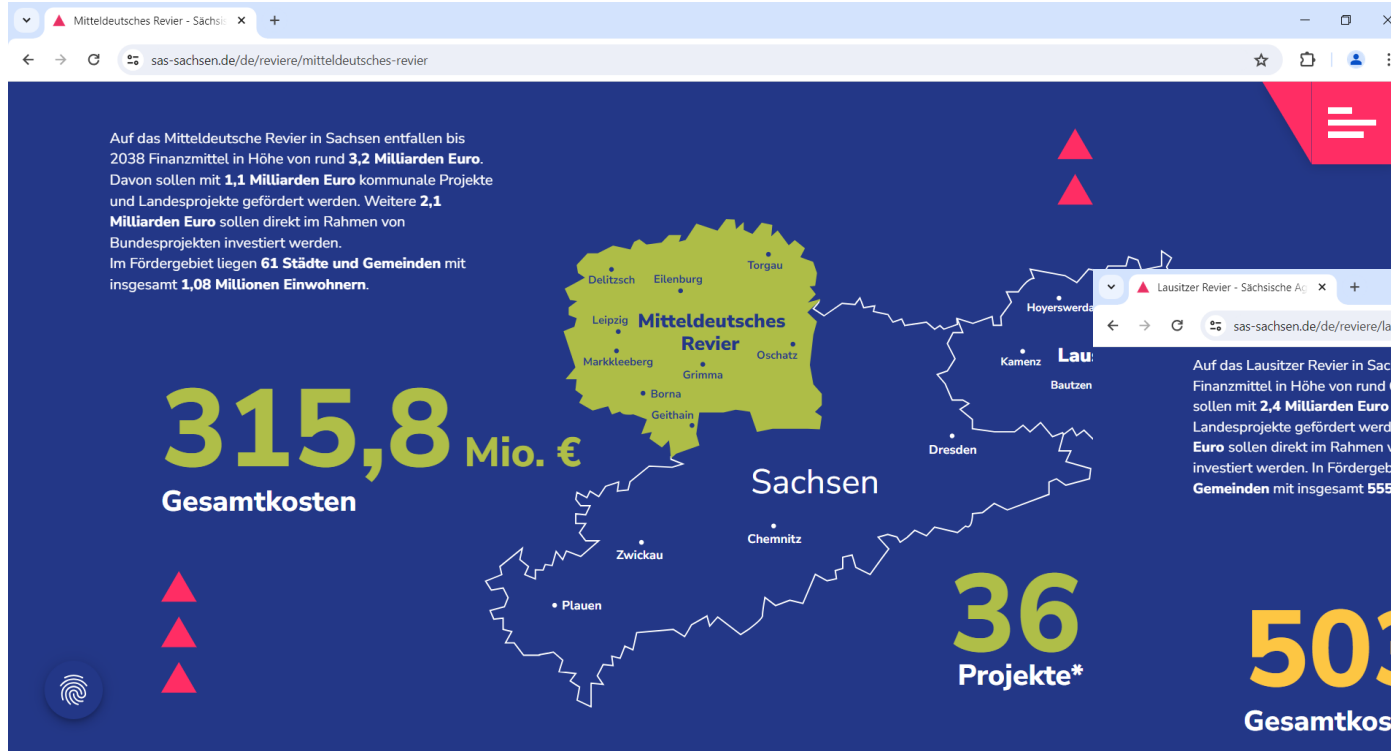 Mitteldeutsches Revier - Sächsis
sas-sachsen.de/de/reviere/mitteldeutsches-revier
Auf das Mitteldeutsche Revier in Sachsen entfallen bis
2038 Finanzmittel in Höhe von rund 3,2 Milliarden Euro.
Davon sollen mit 1,1 Milliarden Euro kommunale Projekte
und Landesprojekte gefördert werden. Weitere 2,1
Milliarden Euro sollen direkt im Rahmen von
Bundesprojekten investiert werden.
Im Fördergebiet liegen 61 Städte und Gemeinden mit
insgesamt 1,08 Millionen Einwohnern.
315,8 Mio. €
Gesamtkosten
Delitzsch
Eilenburg
Torgau
Leipzig
Mitteldeutsches
Revier
Markkleeberg
Oschatz
Grimma
Borna
Geithain
Hoyerswerda
Kamenz
Laus
Bautzen
Dresden
Sachsen
Chemnitz
Zwickau
Plauen
36
Projekte*
Lausitzer Revier - Sächsische Ag
sas-sachsen.de/de/reviere/la
Auf das Lausitzer Revier in Sac
Finanzmittel in Höhe von rund
sollen mit 2,4 Milliarden Euro
Landesprojekte gefördert werd
Euro sollen direkt im Rahmen
investiert werden. In Fördergeb
Gemeinden mit insgesamt 555
503
Gesamtkos